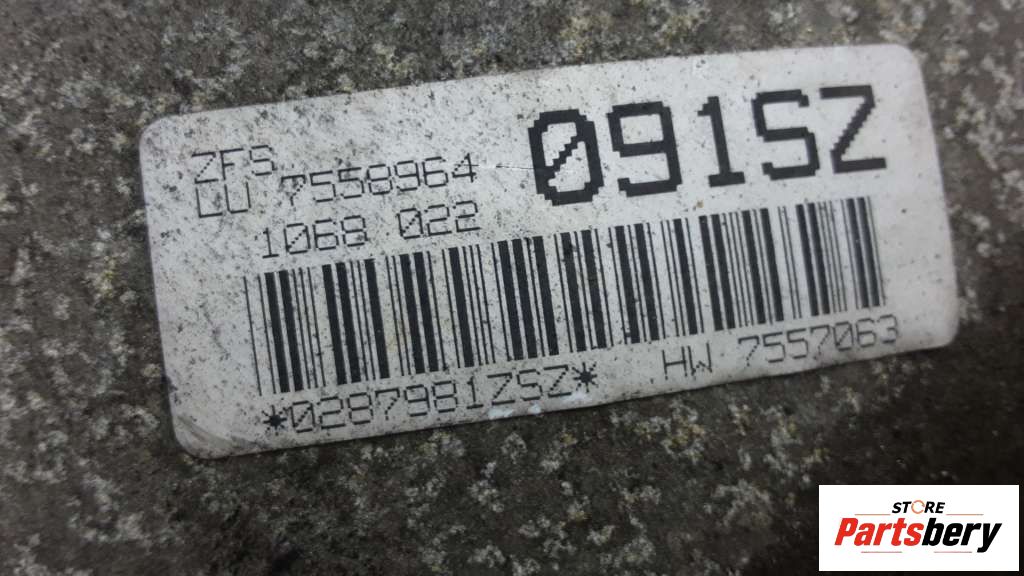 ZFS
LU 7558964
091SZ
1068 022
*0287981ZSZ*
HW 7557063
STORE
Partsbery